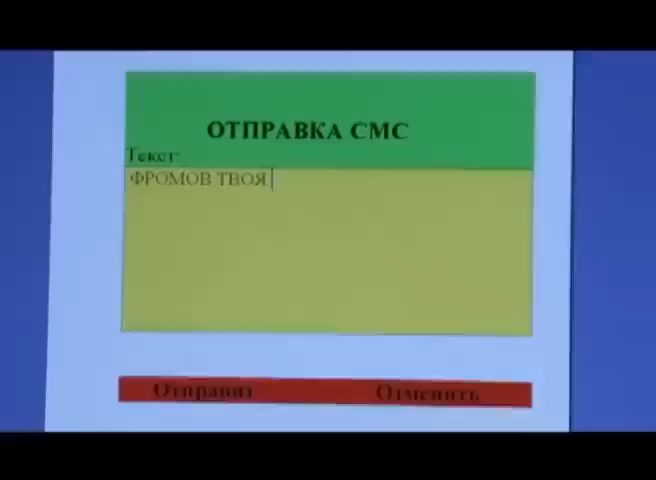 ОТПРАВКА СМС
Текст:
ФРОМОВ ТВОЯ
Отправит Отменить